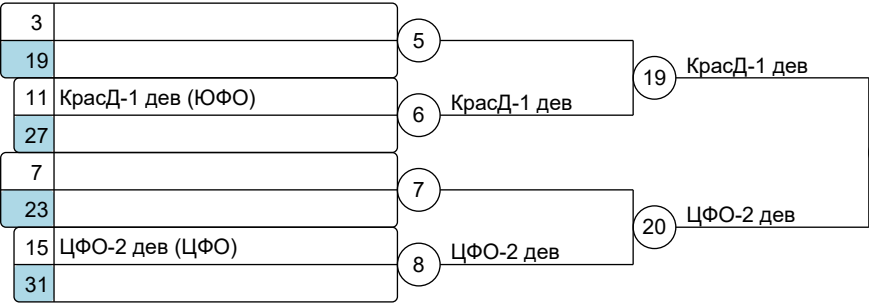 3
5
19
19 КрасД-1 дев
11 КрасД-1 дев (ЮФО)
6 КрасД-1 дев
27
7
7
23
20 ЦФО-2 дев
15 ЦФО-2 дев (ЦФО)
8 ЦФО-2 дев
31